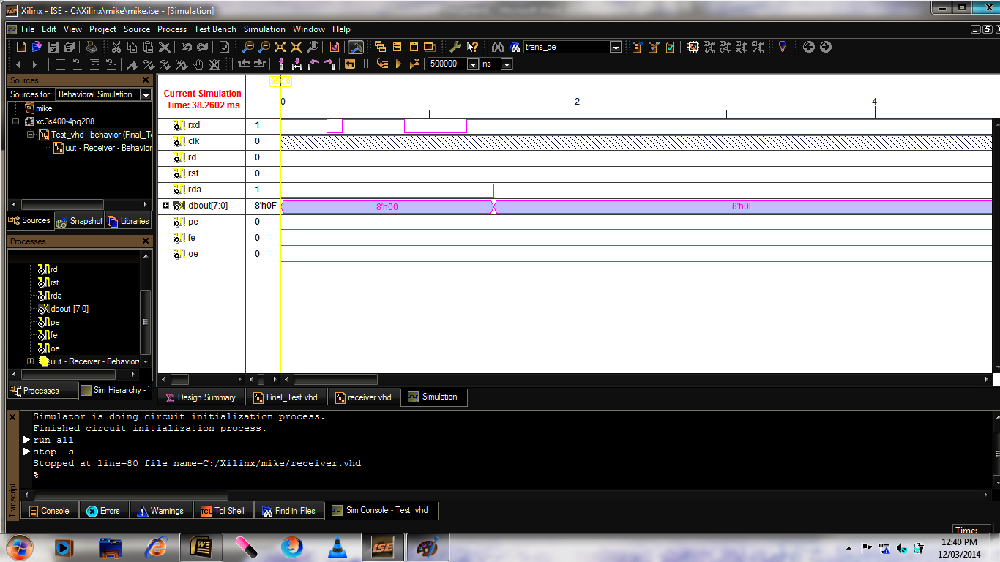 Xilinx - ISE - C:\Xilinx\mike\mike.ise - [Simulation]
File Edit View Project Source Process Test Bench Simulation Window Help
trans_oe
500000 ns
Sources
Sources for: Behavioral Simulation
mike
xc3s400-4pq208
Test_vhd - behavior (Final_T
uut - Receiver - Behavior
Sources Snapshot Libraries
Processes
rd
rst
rda
dbout [7:0]
pe
fe
oe
uut - Receiver - Behaviora
Processes Sim Hierarchy -
Current Simulation
Time: 38.2602 ms
0 2 4
rxd 1
clk 0
rd 0
rst 0
rda 1
dbout[7:0] 8'h0F 8'h00 8'h0F
pe 0
fe 0
oe 0
Design Summary Final_Test.vhd receiver.vhd Simulation
Simulator is doing circuit initialization process.
Finished circuit initialization process.
run all
stop -s
Stopped at line=80 file name=C:/Xilinx/mike/receiver.vhd
%
Transcript
Console Errors Warnings TCL Tcl Shell Find in Files Sim Console - Test_vhd
Time: ---
ISE
12:40 PM
12/03/2014